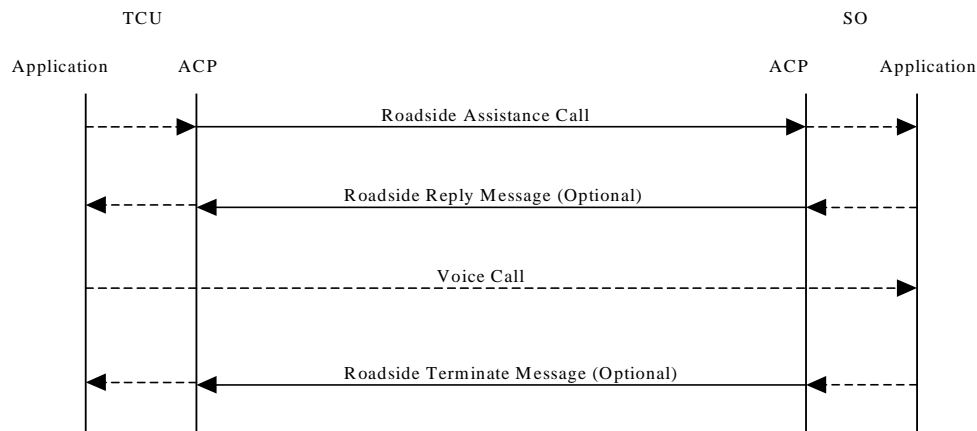 TCU SO
Application ACP ACP Application
Roadside Assistance Call
Roadside Reply Message (Optional)
Voice Call
Roadside Terminate Message (Optional)